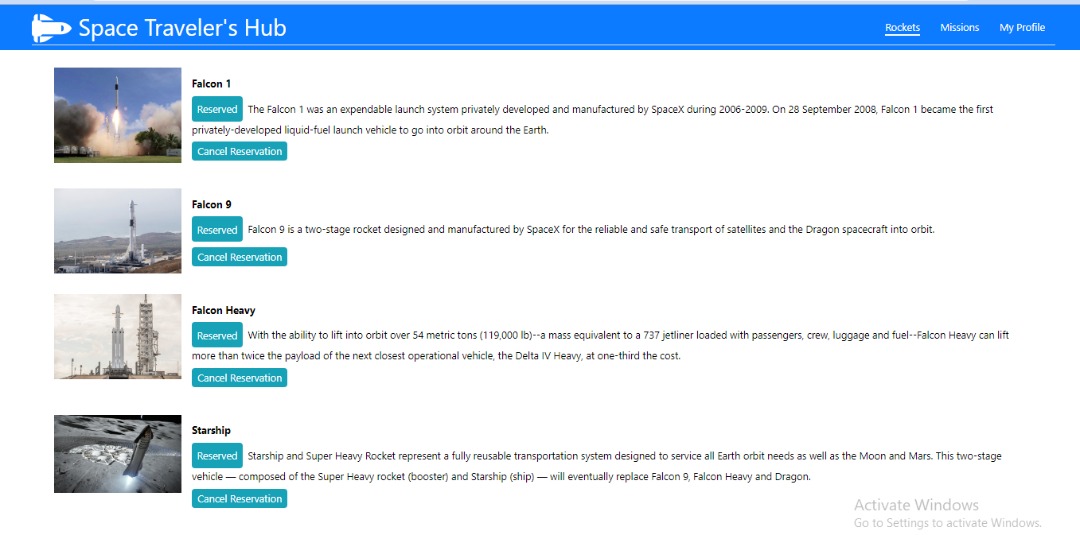 Space Traveler's Hub
Rockets Missions My Profile
Falcon 1
Reserved The Falcon 1 was an expendable launch system privately developed and manufactured by SpaceX during 2006-2009. On 28 September 2008, Falcon 1 became the first
privately-developed liquid-fuel launch vehicle to go into orbit around the Earth.
Cancel Reservation
Falcon 9
Reserved Falcon 9 is a two-stage rocket designed and manufactured by SpaceX for the reliable and safe transport of satellites and the Dragon spacecraft into orbit.
Cancel Reservation
Falcon Heavy
Reserved With the ability to lift into orbit over 54 metric tons (119,000 lb)--a mass equivalent to a 737 jetliner loaded with passengers, crew, luggage and fuel--Falcon Heavy can lift
more than twice the payload of the next closest operational vehicle, the Delta IV Heavy, at one-third the cost.
Cancel Reservation
Starship
Reserved Starship and Super Heavy Rocket represent a fully reusable transportation system designed to service all Earth orbit needs as well as the Moon and Mars. This two-stage
vehicle — composed of the Super Heavy rocket (booster) and Starship (ship) — will eventually replace Falcon 9, Falcon Heavy and Dragon.
Cancel Reservation
Activate Windows
Go to Settings to activate Windows.